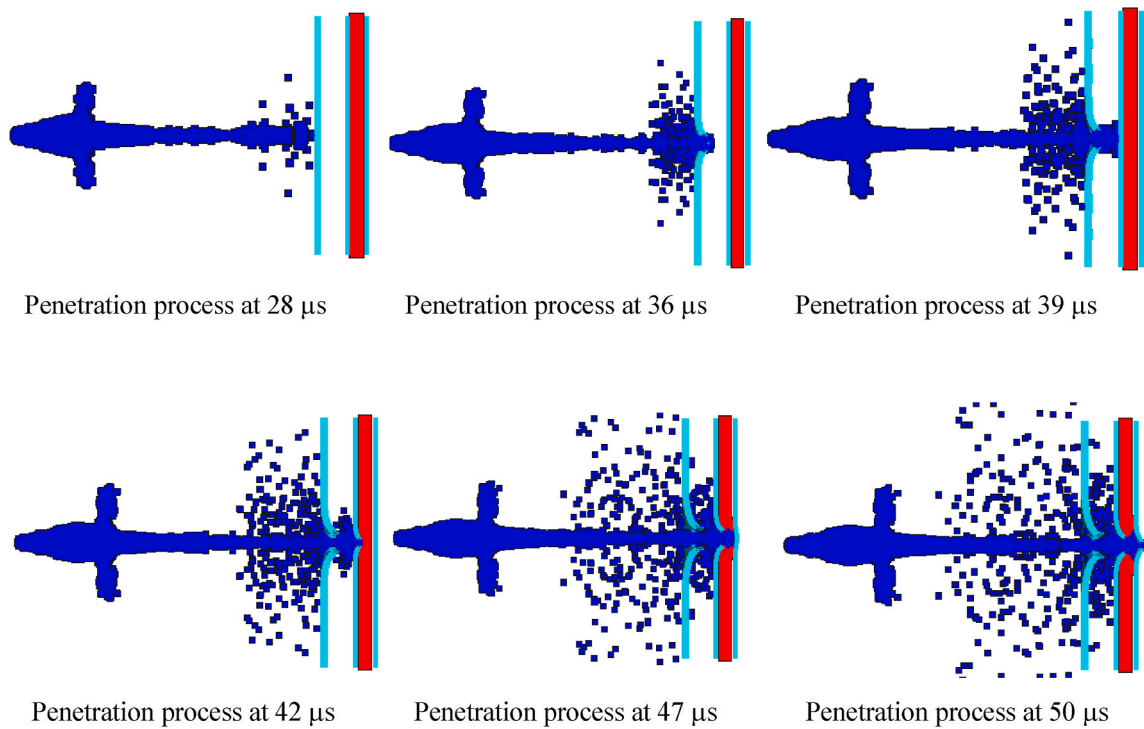 Penetration process at 28 μs
Penetration process at 36 μs
Penetration process at 39 μs
Penetration process at 42 μs
Penetration process at 47 μs
Penetration process at 50 μs